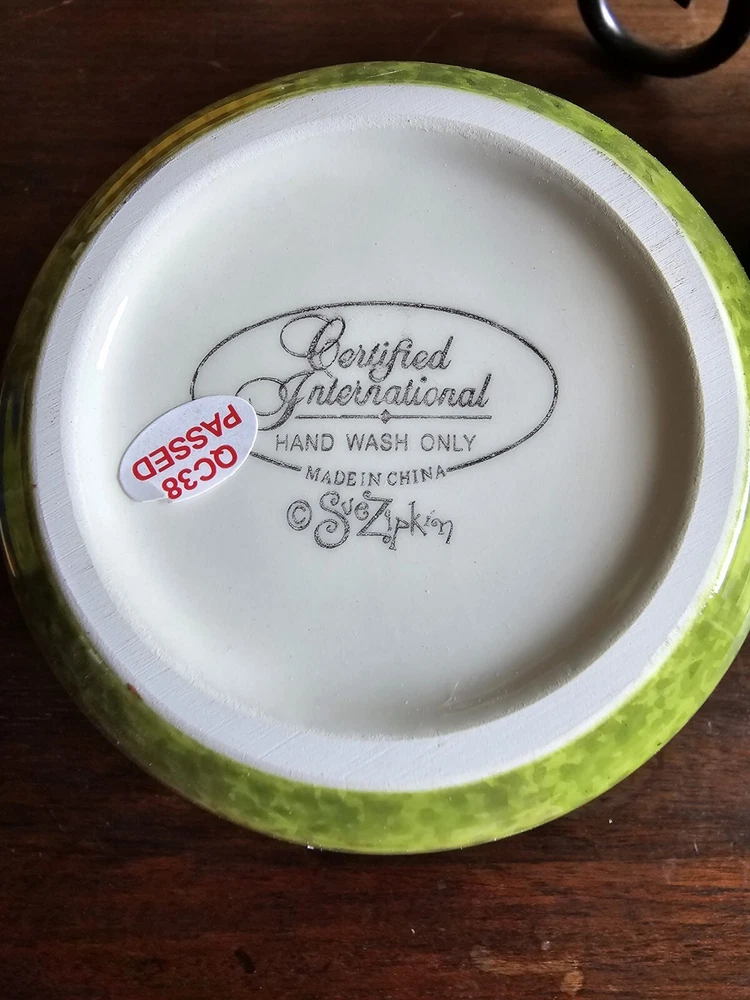 Certified
International
HAND WASH ONLY
MADE IN CHINA
© Sue Zipkin
QC38
PASSED